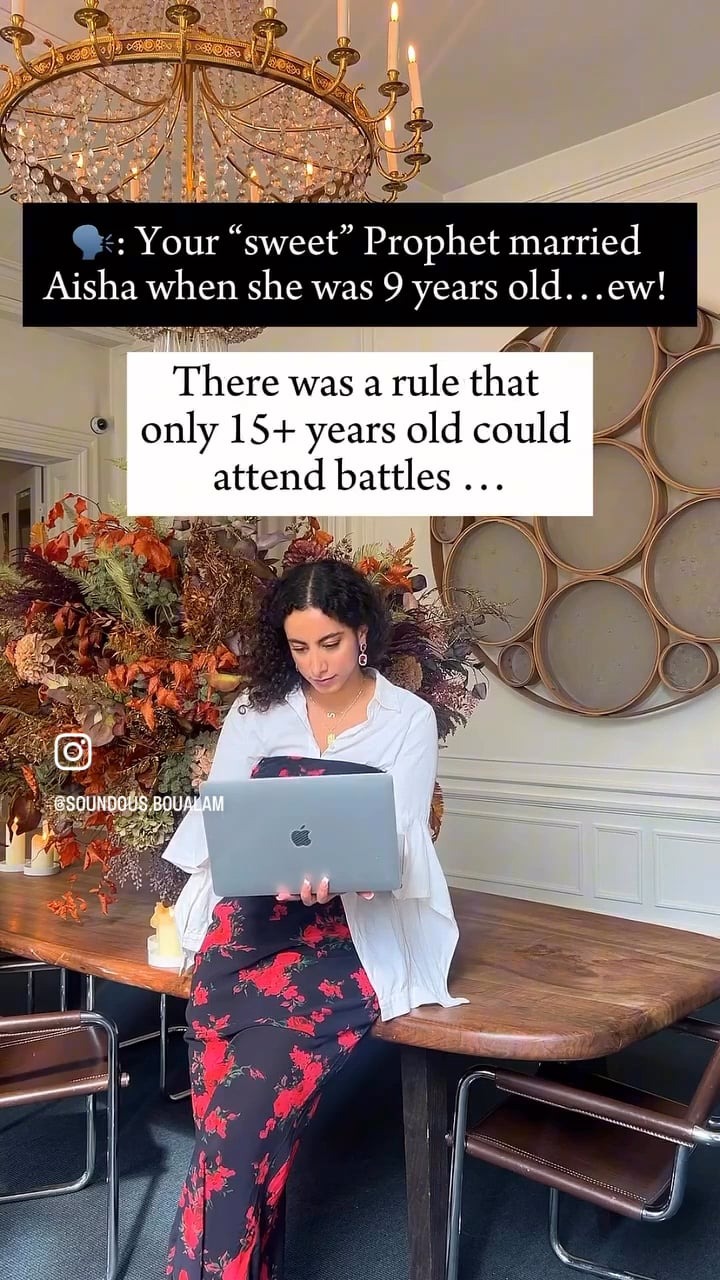 🗣️: Your “sweet” Prophet married
Aisha when she was 9 years old...ew!
There was a rule that
only 15+ years old could
attend battles ...
@SOUNDOUS.BOUALAM